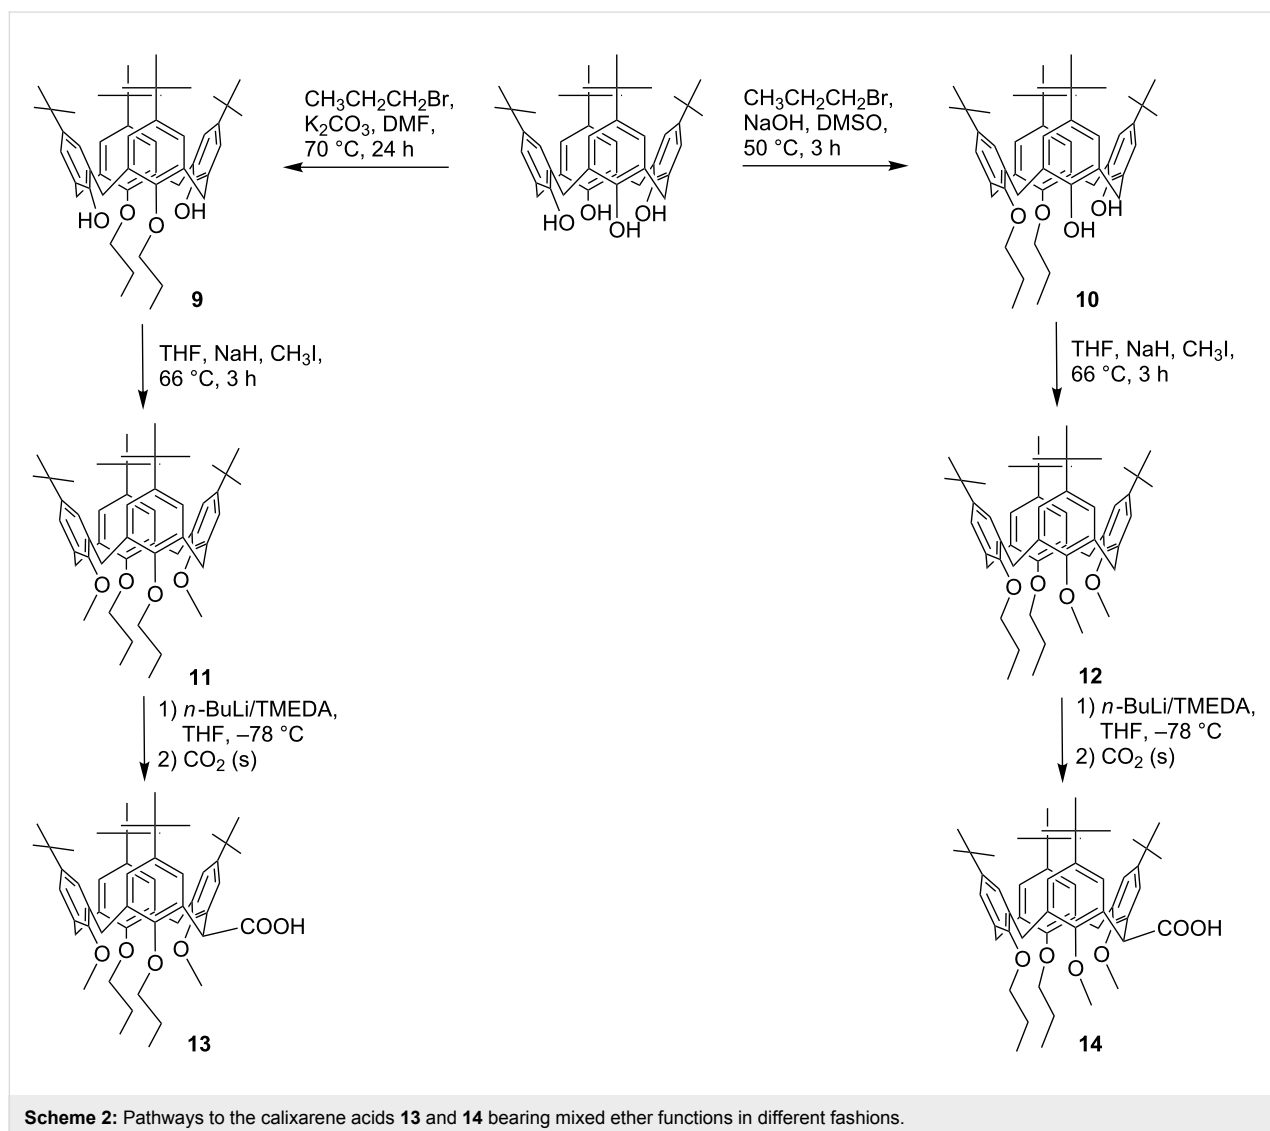 CH3CH2CH2Br,
K2CO3, DMF,
70 °C, 24 h
CH3CH2CH2Br,
NaOH, DMSO,
50 °C, 3 h
HO
O
O
OH
HO
OH
OH
OH
O
O
OH
OH
9
10
THF, NaH, CH3I,
66 °C, 3 h
THF, NaH, CH3I,
66 °C, 3 h
O
O
O
O
O
O
O
O
11
12
1) n-BuLi/TMEDA,
THF, –78 °C
2) CO2 (s)
1) n-BuLi/TMEDA,
THF, –78 °C
2) CO2 (s)
COOH
O
O
O
O
COOH
O
O
O
O
13
14
Scheme 2: Pathways to the calixarene acids 13 and 14 bearing mixed ether functions in different fashions.